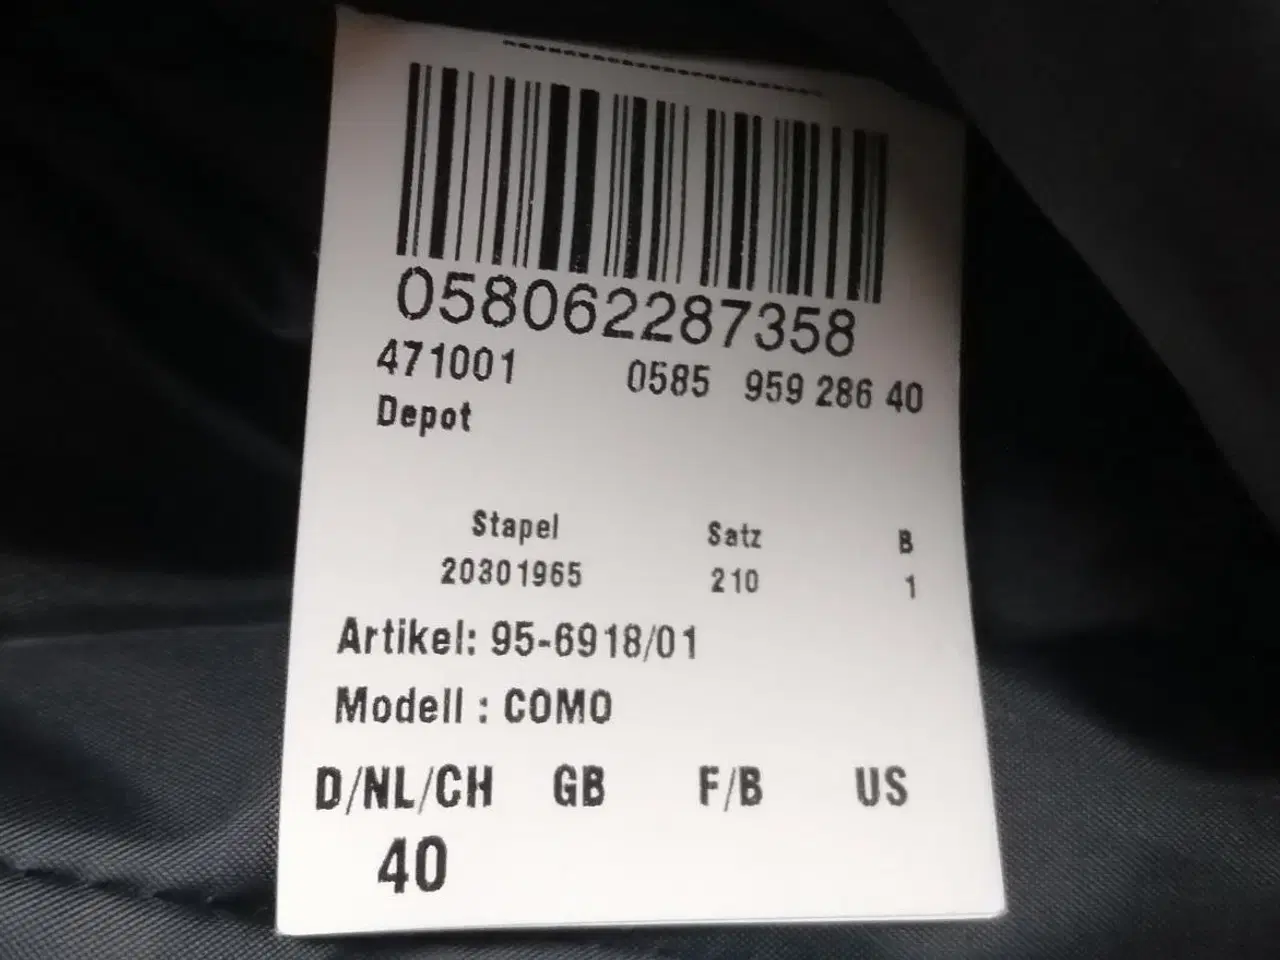 058062287358
471001 0585 959 286 40
Depot
Stapel Satz B
20301965 210 1
Artikel: 95-6918/01
Modell : COMO
D/NL/CH GB F/B US
40